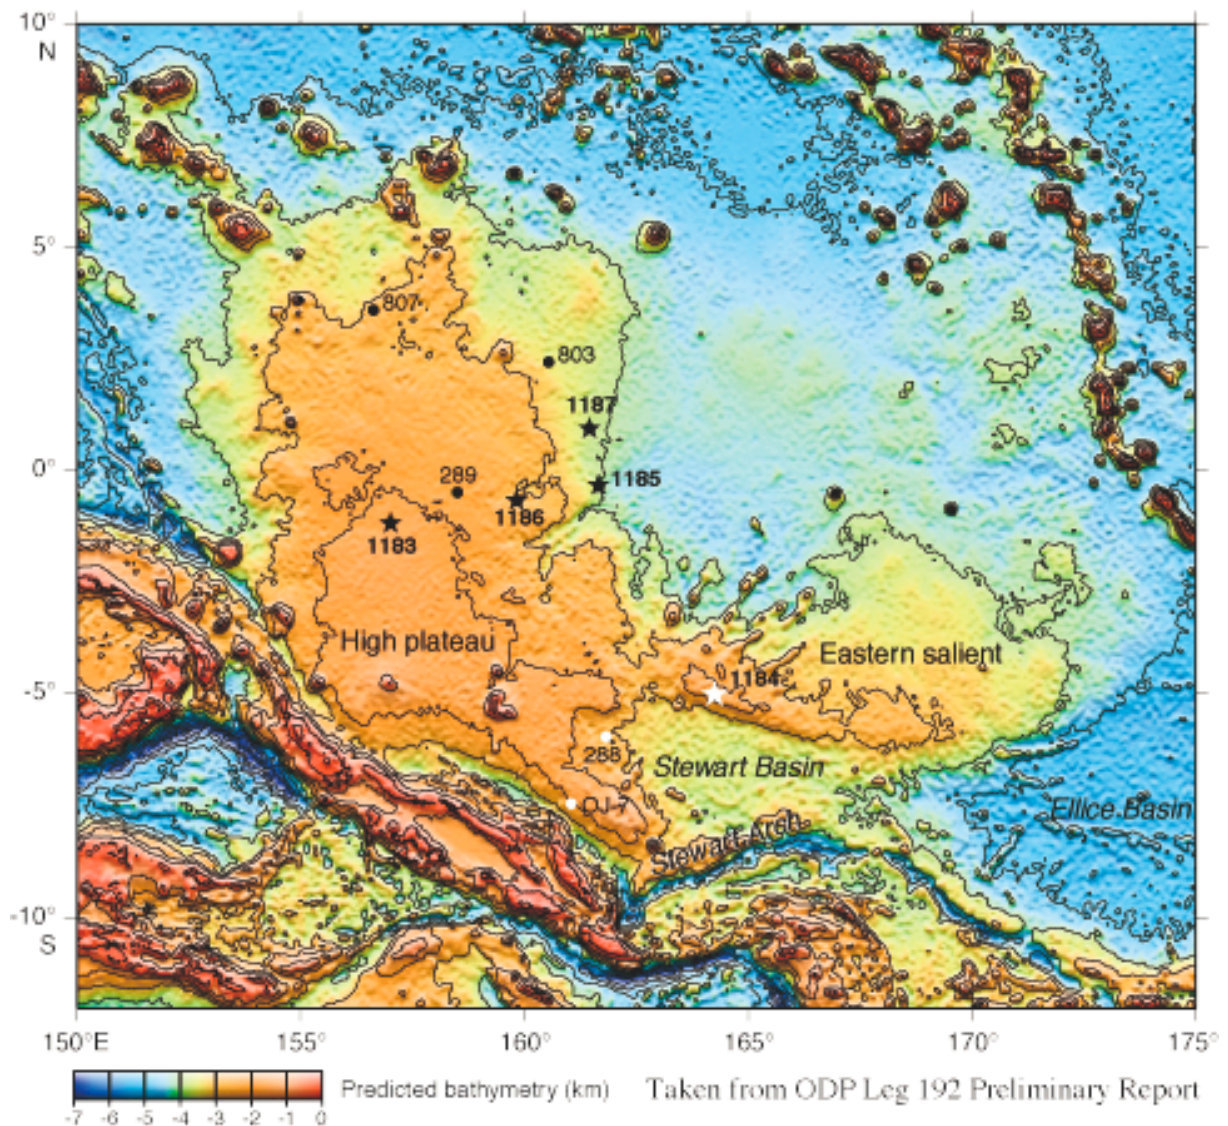 10°
N
5°
807
803
1187
0°
289
1185
1186
1183
High plateau
Eastern salient
1184
-5°
288
Stewart Basin
OJ-7
Ellice Basin
Stewart Arch
-10°
S
150°E 155° 160° 165° 170° 175°
Predicted bathymetry (km)
Taken from ODP Leg 192 Preliminary Report
-7 -6 -5 -4 -3 -2 -1 0